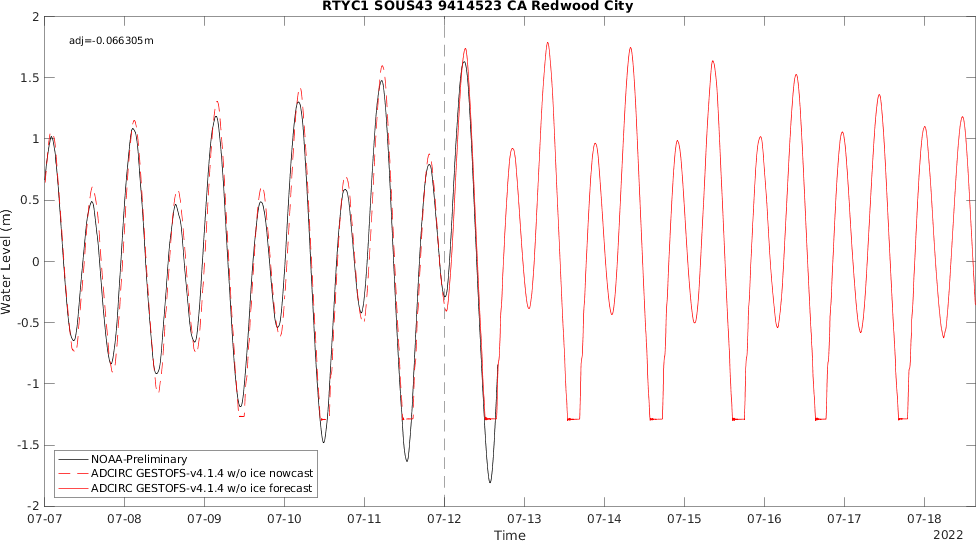 RTYC1 SOUS43 9414523 CA Redwood City
adj=-0.066305m
2
1.5
1
0.5
0
-0.5
-1
-1.5
-2
Water Level (m)
NOAA-Preliminary
ADCIRC GESTOFS-v4.1.4 w/o ice nowcast
ADCIRC GESTOFS-v4.1.4 w/o ice forecast
07-07 07-08 07-09 07-10 07-11 07-12 07-13 07-14 07-15 07-16 07-17 07-18
Time
2022